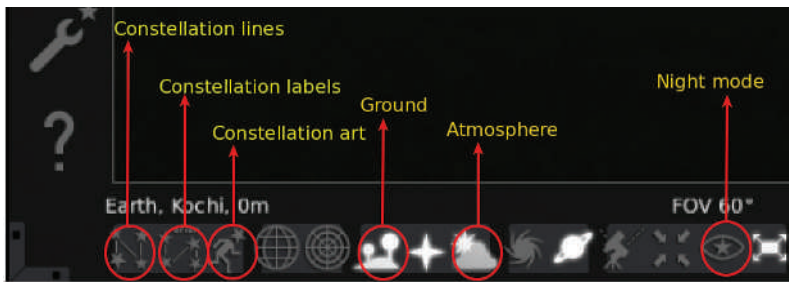 Constellation lines
Constellation labels
Constellation art
Ground
Atmosphere
Night mode
?
Earth, Kochi, 0m
FOV 60°